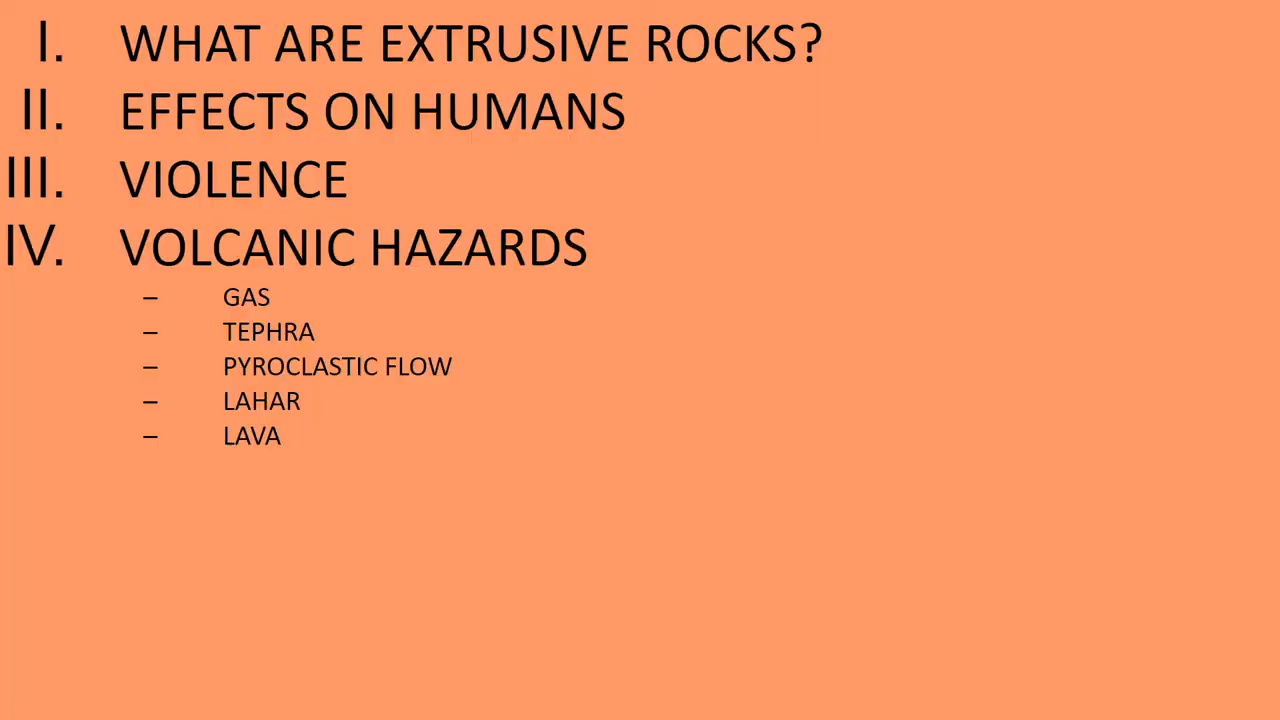 I. WHAT ARE EXTRUSIVE ROCKS?
II. EFFECTS ON HUMANS
III. VIOLENCE
IV. VOLCANIC HAZARDS
– GAS
– TEPHRA
– PYROCLASTIC FLOW
– LAHAR
– LAVA